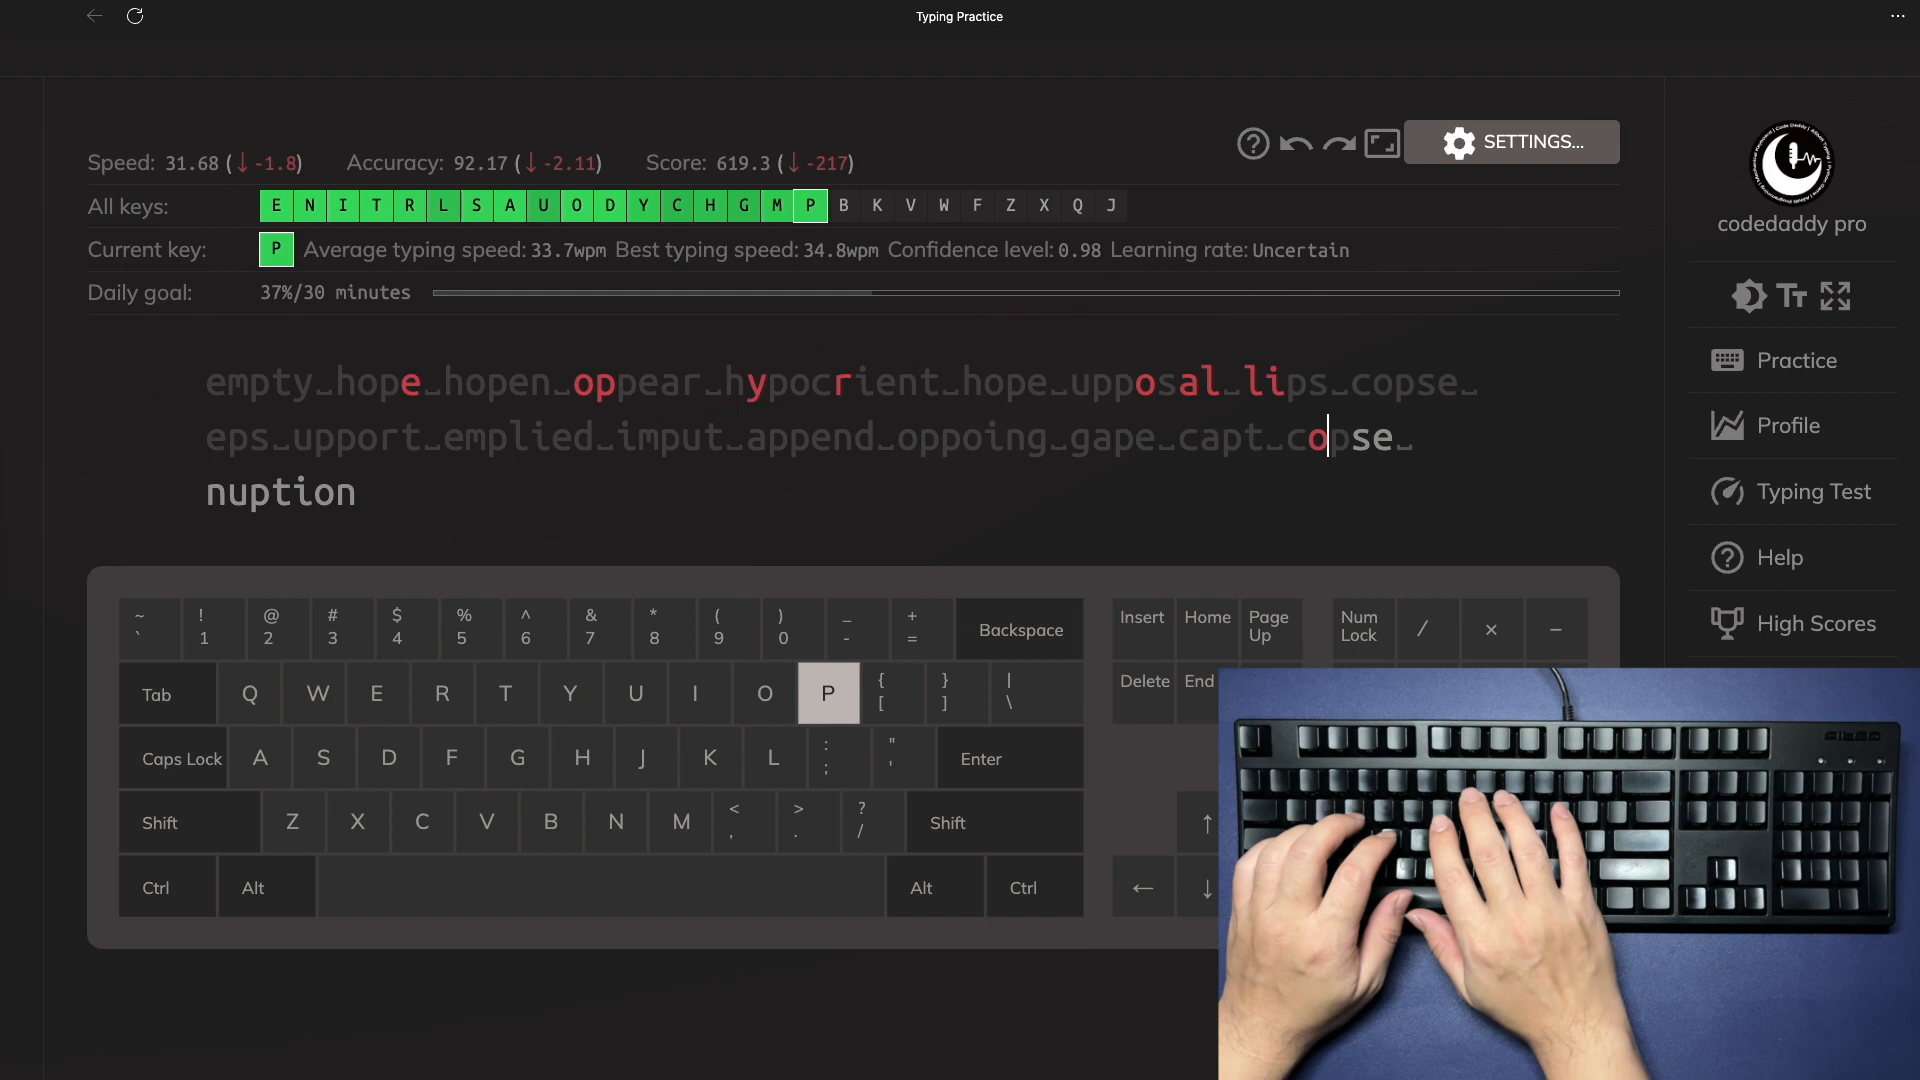 Typing Practice
Speed: 31.68 (↓ -1.8) Accuracy: 92.17 (↓ -2.11) Score: 619.3 (↓ -217)
SETTINGS...
All keys: E N I T R L S A U O D Y C H G M P B K V W F Z X Q J
Current key: P Average typing speed: 33.7wpm Best typing speed: 34.8wpm Confidence level: 0.98 Learning rate: Uncertain
Daily goal: 37%/30 minutes
empty␣hope␣hopen␣oppear␣hypocrient␣hope␣upposal␣lips␣copse␣
eps␣upport␣emplied␣imput␣append␣oppoing␣gape␣capt␣copse␣
nuption
codedaddy pro
Practice
Profile
Typing Test
Help
High Scores
~ ! @ # $ % ^ & * ( ) _ +
` 1 2 3 4 5 6 7 8 9 0 - = Backspace
Tab Q W E R T Y U I O P { [ } ] | \
Caps Lock A S D F G H J K L : ; " ' Enter
Shift Z X C V B N M < , > . ? / Shift
Ctrl Alt Alt Ctrl
Insert Home Page Up
Delete End
↑
← ↓
Num Lock / × −